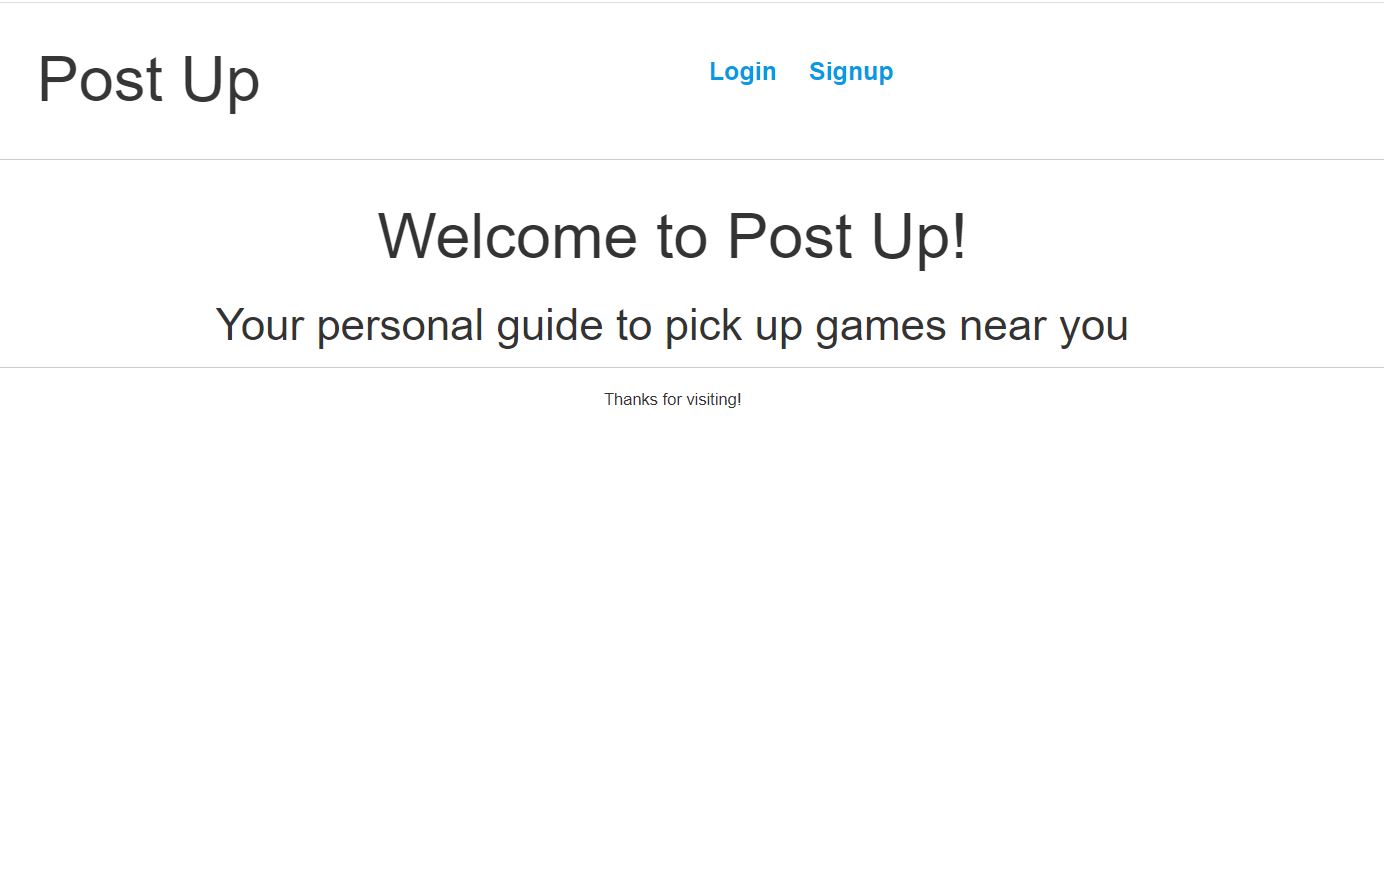 Post Up
Login Signup
Welcome to Post Up!
Your personal guide to pick up games near you
Thanks for visiting!